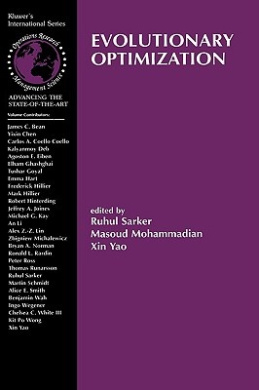 Kluwer's
International Series
Operations Research
Management Science
ADVANCING THE
STATE-OF-THE-ART
Volume Contributors:
James C. Bean
Yixin Chen
Carlos A. Coello Coello
Kalyanmoy Deb
Agoston E. Eiben
Elham Ghashghai
Tushar Goyal
Emma Hart
Frederick Hillier
Mark Hillier
Robert Hinterding
Jeffrey A. Joines
Michael G. Kay
An Li
Alex Z.-Z. Lin
Zbigniew Michalewicz
Bryan A. Norman
Ronald L. Rardin
Peter Ross
Thomas Runarsson
Ruhul Sarker
Martin Schmidt
Alice E. Smith
Benjamin Wah
Ingo Wegener
Chelsea C. White III
Kit Po Wong
Xin Yao
EVOLUTIONARY
OPTIMIZATION
edited by
Ruhul Sarker
Masoud Mohammadian
Xin Yao